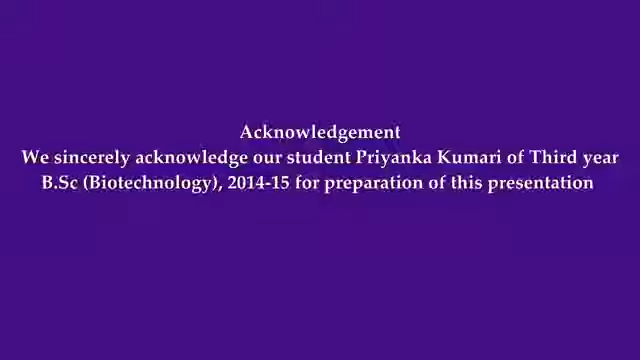 Acknowledgement
We sincerely acknowledge our student Priyanka Kumari of Third year
B.Sc (Biotechnology), 2014-15 for preparation of this presentation